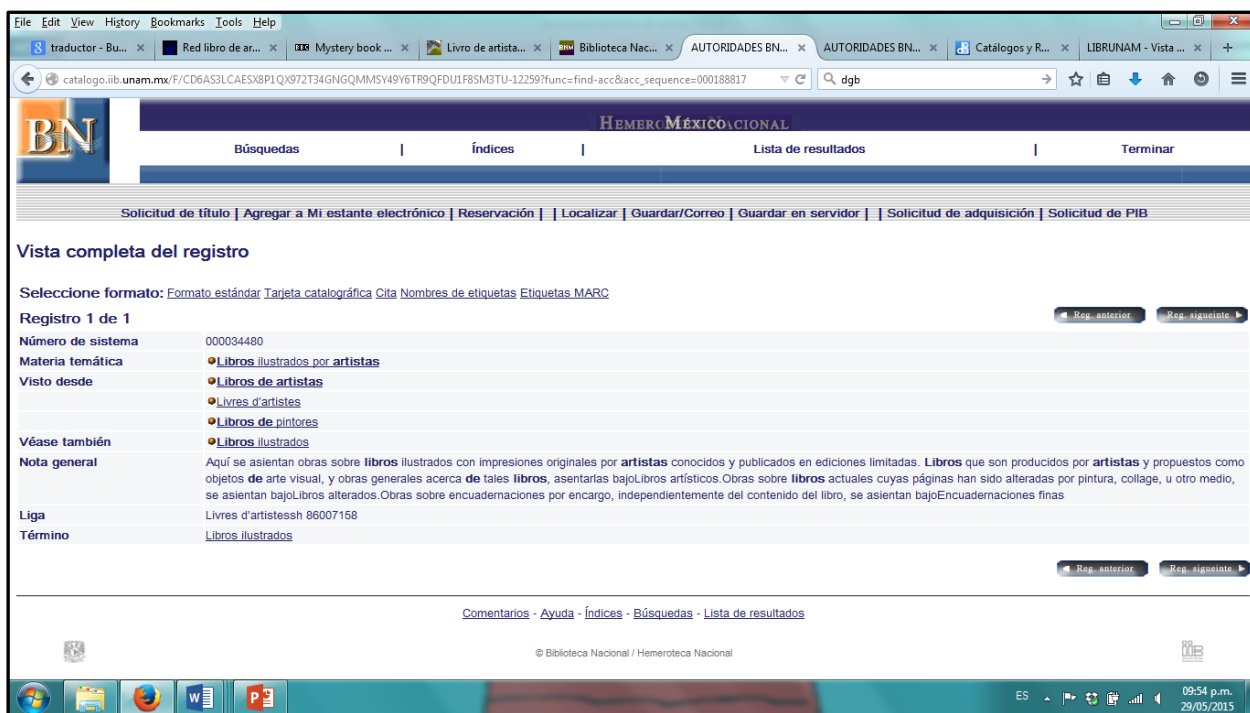 File Edit View History Bookmarks Tools Help
traductor - Bu... × Red libro de ar... × Mystery book ... × Livro de artista... × Biblioteca Nac... × AUTORIDADES BN... × AUTORIDADES BN... × Catálogos y R... × LIBRUNAM - Vista ... × +
catalogo.iib.unam.mx/F/CD6AS3LCAESX8P1QX972T34GNGQMMSY49Y6TR9QFDU1F8SM3TU-12259?func=find-acc&acc_sequence=000188817 dgb
BN
Búsquedas | Índices | Lista de resultados | Terminar
Solicitud de título | Agregar a Mi estante electrónico | Reservación | | Localizar | Guardar/Correo | Guardar en servidor | | Solicitud de adquisición | Solicitud de PIB
Vista completa del registro
Seleccione formato: Formato estándar Tarjeta catalográfica Cita Nombres de etiquetas Etiquetas MARC
Registro 1 de 1 Reg. anterior Reg. sigueinte
Número de sistema 000034480
Materia temática Libros ilustrados por artistas
Visto desde Libros de artistas
Livres d'artistes
Libros de pintores
Véase también Libros ilustrados
Nota general Aquí se asientan obras sobre libros ilustrados con impresiones originales por artistas conocidos y publicados en ediciones limitadas. Libros que son producidos por artistas y propuestos como
objetos de arte visual, y obras generales acerca de tales libros, asentarlas bajoLibros artísticos.Obras sobre libros actuales cuyas páginas han sido alteradas por pintura, collage, u otro medio,
se asientan bajoLibros alterados.Obras sobre encuadernaciones por encargo, independientemente del contenido del libro, se asientan bajoEncuadernaciones finas
Liga Livres d'artistessh 86007158
Término Libros ilustrados
Reg. anterior Reg. sigueinte
Comentarios - Ayuda - Índices - Búsquedas - Lista de resultados
© Biblioteca Nacional / Hemeroteca Nacional
ES 09:54 p.m.
29/05/2015